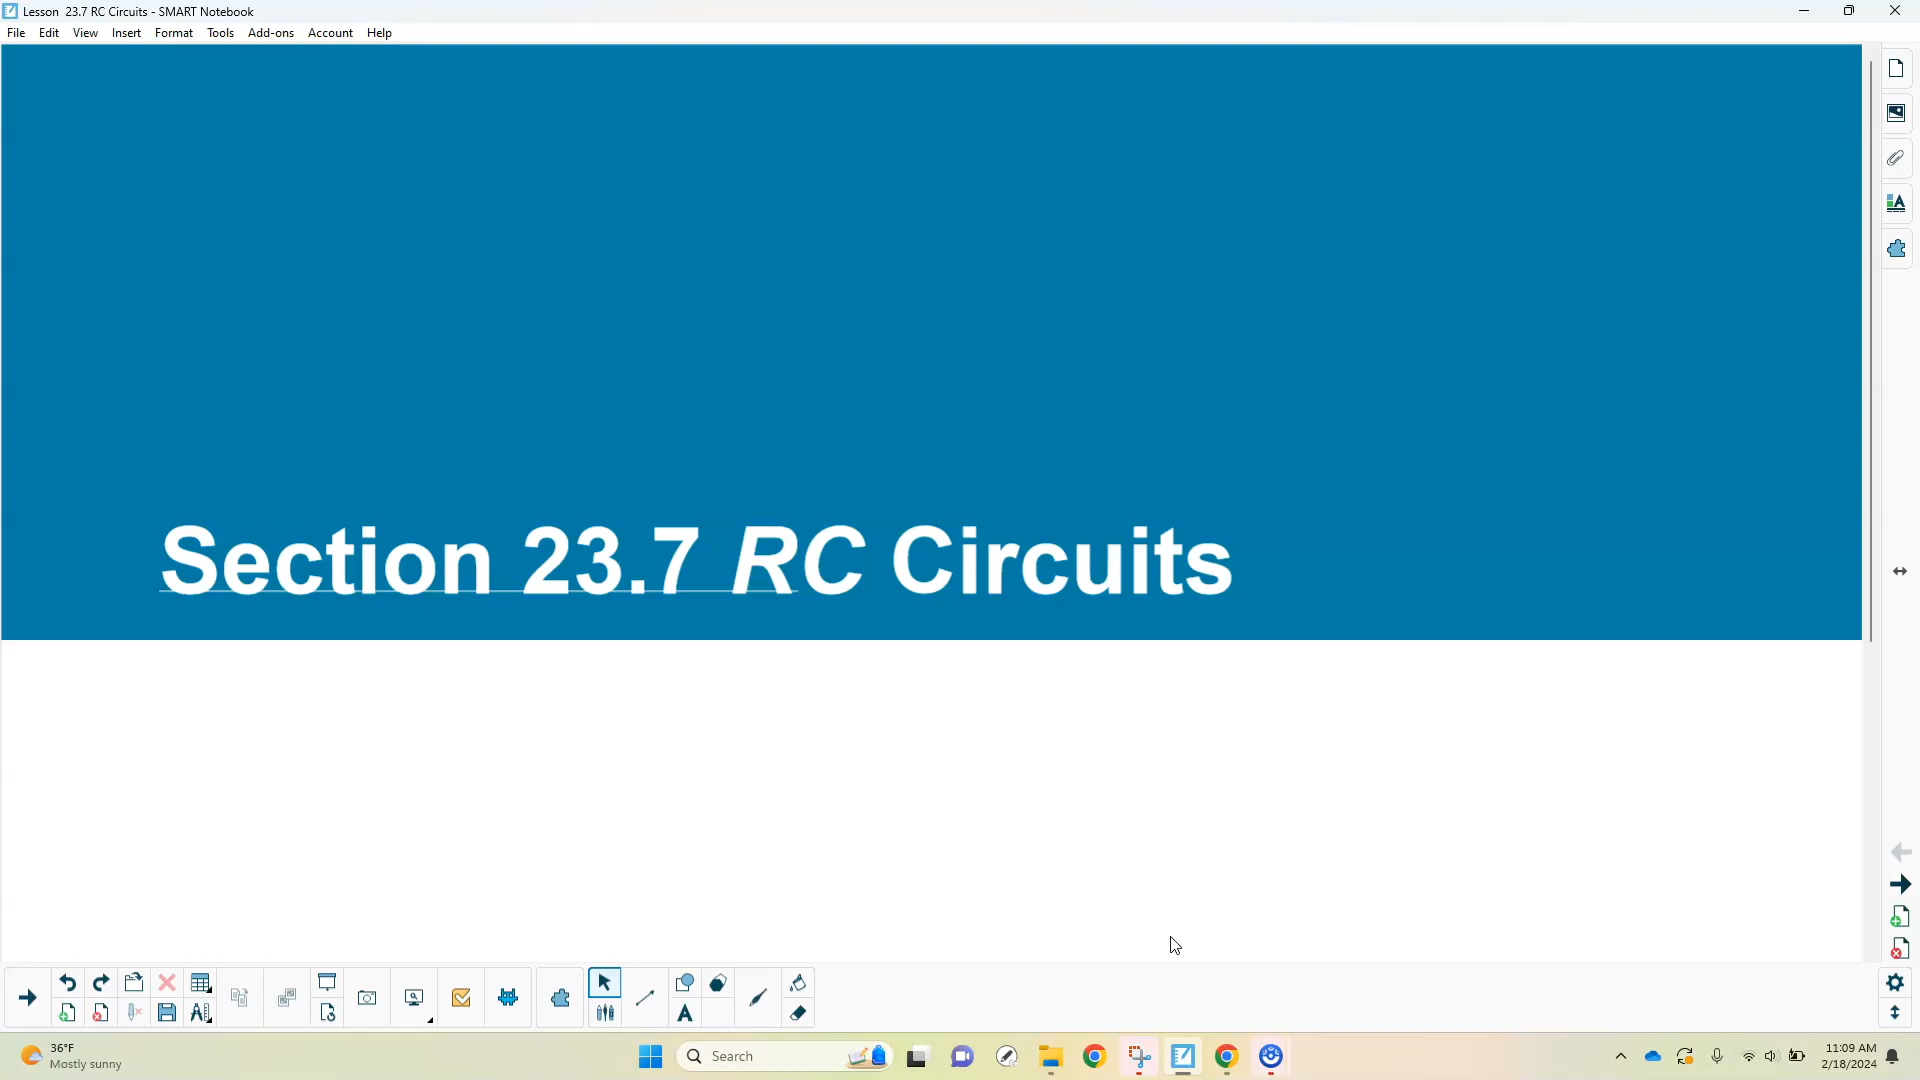 Lesson  23.7 RC Circuits - SMART Notebook
File Edit View Insert Format Tools Add-ons Account Help
Section 23.7 RC Circuits
36°F
Mostly sunny
Search
11:09 AM
2/18/2024